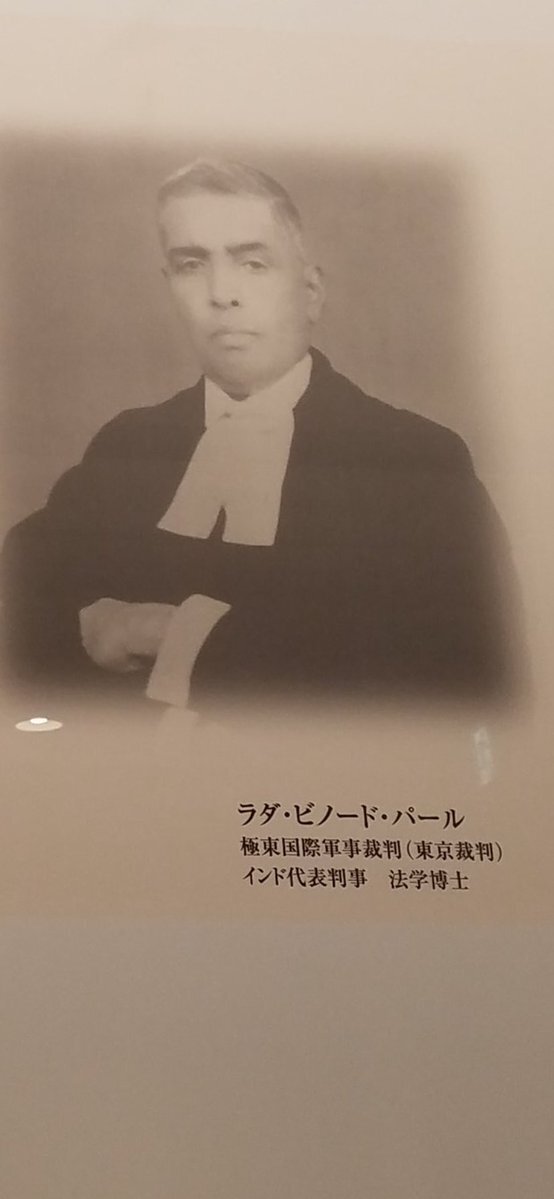 ラダ・ビノード・パール
極東国際軍事裁判（東京裁判）
インド代表判事　法学博士